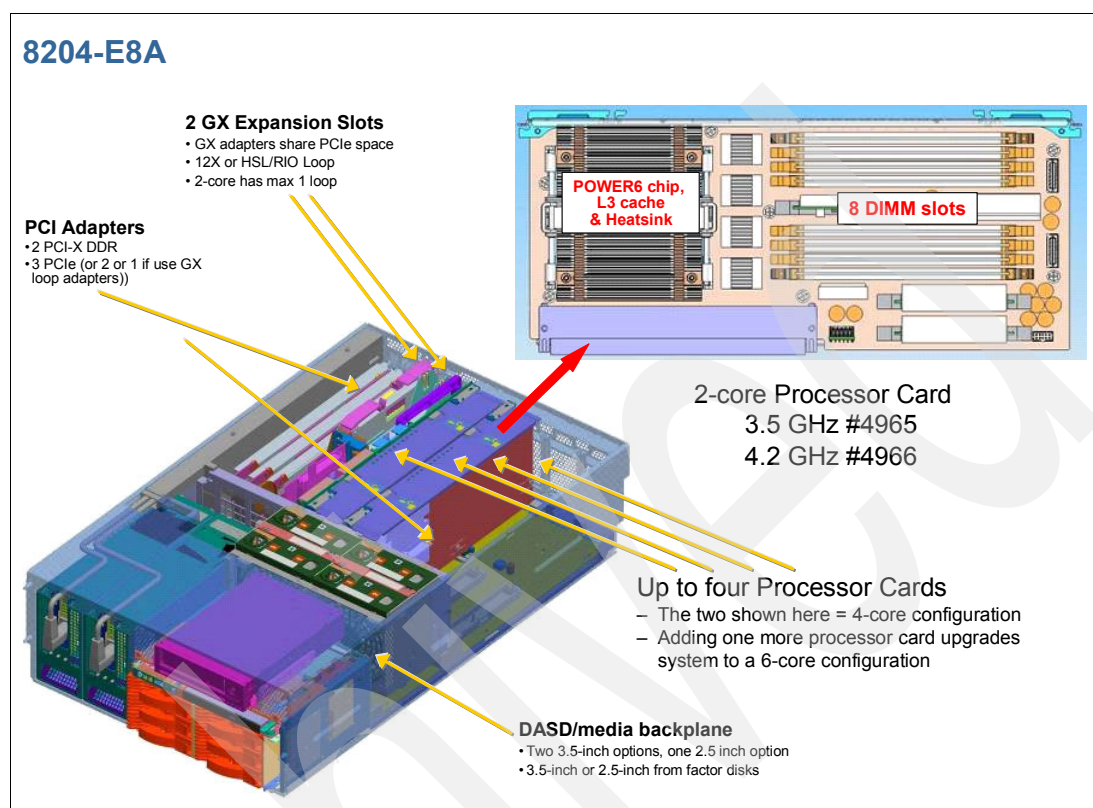 8204-E8A
2 GX Expansion Slots
• GX adapters share PCIe space
• 12X or HSL/RIO Loop
• 2-core has max 1 loop
PCI Adapters
• 2 PCI-X DDR
• 3 PCIe (or 2 or 1 if use GX
loop adapters))
POWER6 chip,
L3 cache
& Heatsink
8 DIMM slots
2-core Processor Card
3.5 GHz #4965
4.2 GHz #4966
Up to four Processor Cards
– The two shown here = 4-core configuration
– Adding one more processor card upgrades
system to a 6-core configuration
DASD/media backplane
• Two 3.5-inch options, one 2.5 inch option
• 3.5-inch or 2.5-inch from factor disks